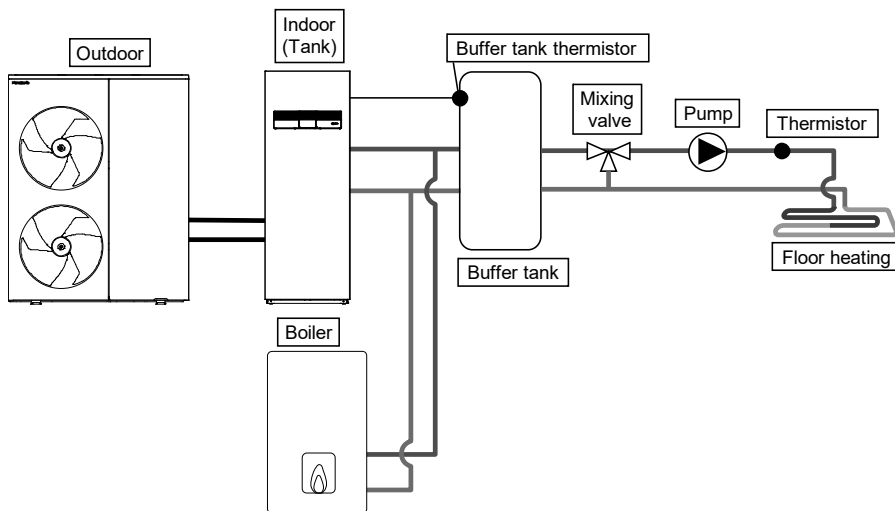 Outdoor
Indoor
(Tank)
Buffer tank thermistor
Mixing
valve
Pump
Thermistor
Buffer tank
Floor heating
Boiler